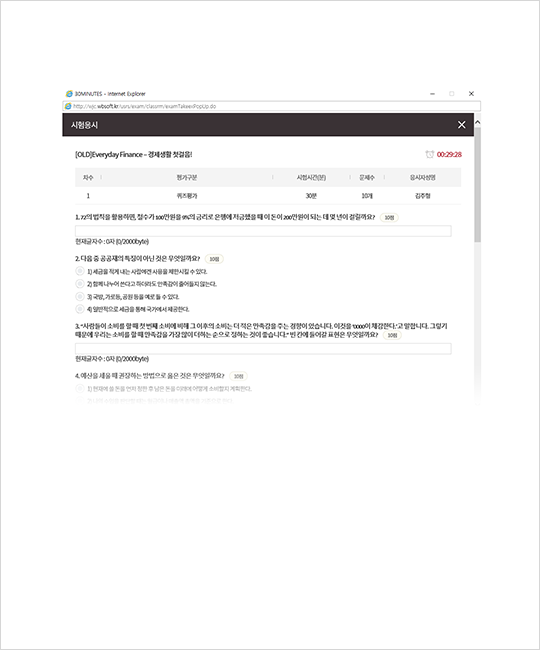 30MINUTES - Internet Explorer
http://vjc.wbsoft.kr/usrs/exam/classrm/examTakeexPopUp.do
시험응시
[OLD]Everyday Finance – 경제생활 첫걸음!
00:29:28
차수 평가구분 시험시간(분) 문제수 응시자성명
1 퀴즈평가 30분 10개 김주형
1. 72의 법칙을 활용하면, 철수가 100만원을 9%의 금리로 은행에 저금했을 때 이 돈이 200만원이 되는 데 몇 년이 걸릴까요? 10점
현재글자수 : 0자 (0/2000byte)
2. 다음 중 공공재의 특징이 아닌 것은 무엇일까요? 10점
1) 세금을 적게 내는 사람에겐 사용을 제한시킬 수 있다.
2) 함께 나누어 쓴다고 하더라도 만족감이 줄어들지 않는다.
3) 국방, 가로등, 공원 등을 예로 들 수 있다.
4) 일반적으로 세금을 통해 국가에서 제공한다.
3. "사람들이 소비를 할 때 첫 번째 소비에 비해 그 이후의 소비는 더 적은 만족감을 주는 경향이 있습니다. 이것을 '0000이 체감한다'고 말합니다. 그렇기
때문에 우리는 소비를 할 때 만족감을 가장 많이 더하는 순으로 정하는 것이 좋습니다." 빈 칸에 들어갈 표현은 무엇일까요? 10점
현재글자수 : 0자 (0/2000byte)
4. 예산을 세울 때 권장하는 방법으로 옳은 것은 무엇일까요? 10점
1) 현재에 쓸 돈을 먼저 정한 후 남은 돈을 미래에 어떻게 소비할지 계획한다.